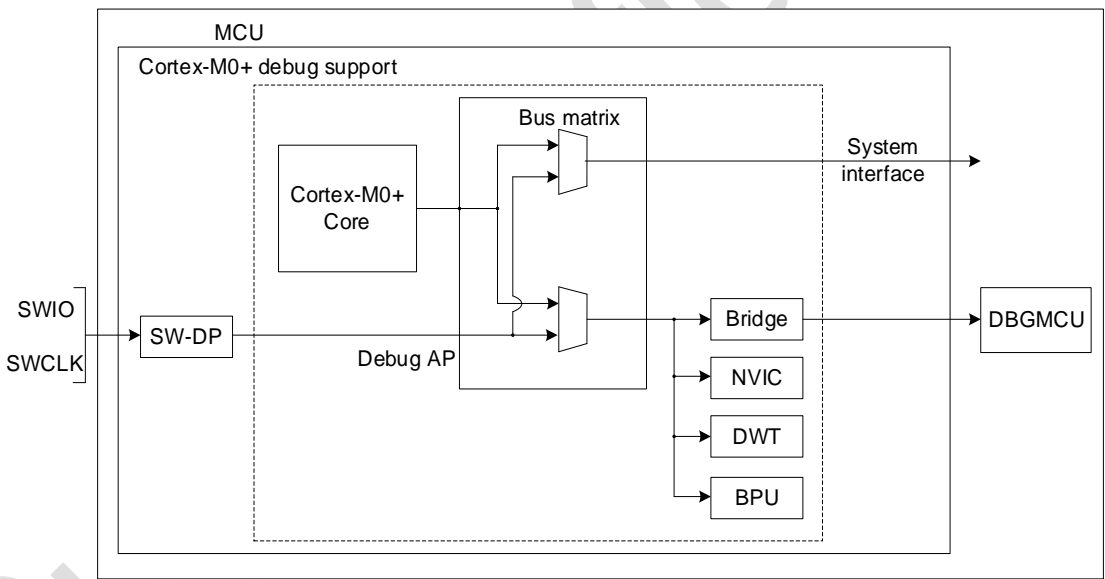 MCU
Cortex-M0+ debug support
Bus matrix
Cortex-M0+
Core
System
interface
SWIO
SWCLK
SW-DP
Debug AP
Bridge
DBGMCU
NVIC
DWT
BPU